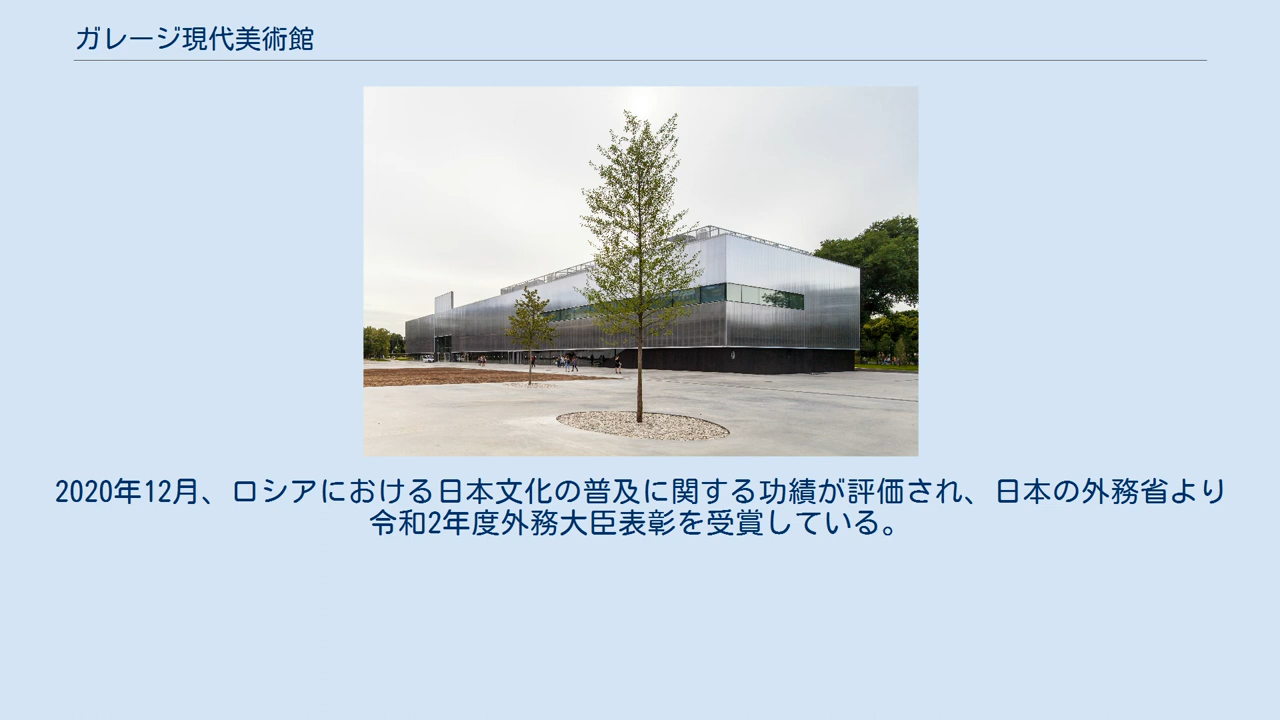 ガレージ現代美術館
2020年12月、ロシアにおける日本文化の普及に関する功績が評価され、日本の外務省より
令和2年度外務大臣表彰を受賞している。